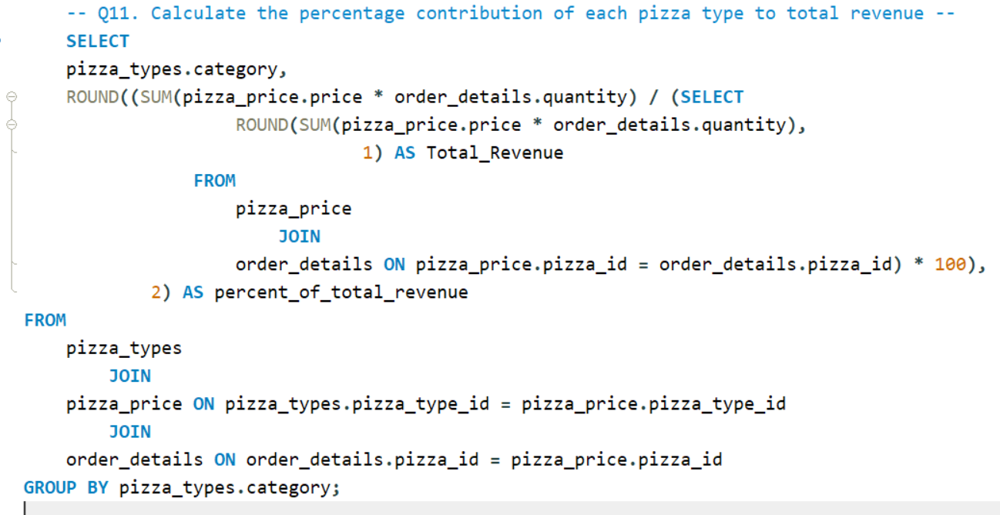 -- Q11. Calculate the percentage contribution of each pizza type to total revenue --
SELECT
pizza_types.category,
ROUND((SUM(pizza_price.price * order_details.quantity) / (SELECT
ROUND(SUM(pizza_price.price * order_details.quantity),
1) AS Total_Revenue
FROM
pizza_price
JOIN
order_details ON pizza_price.pizza_id = order_details.pizza_id) * 100),
2) AS percent_of_total_revenue
FROM
pizza_types
JOIN
pizza_price ON pizza_types.pizza_type_id = pizza_price.pizza_type_id
JOIN
order_details ON order_details.pizza_id = pizza_price.pizza_id
GROUP BY pizza_types.category;